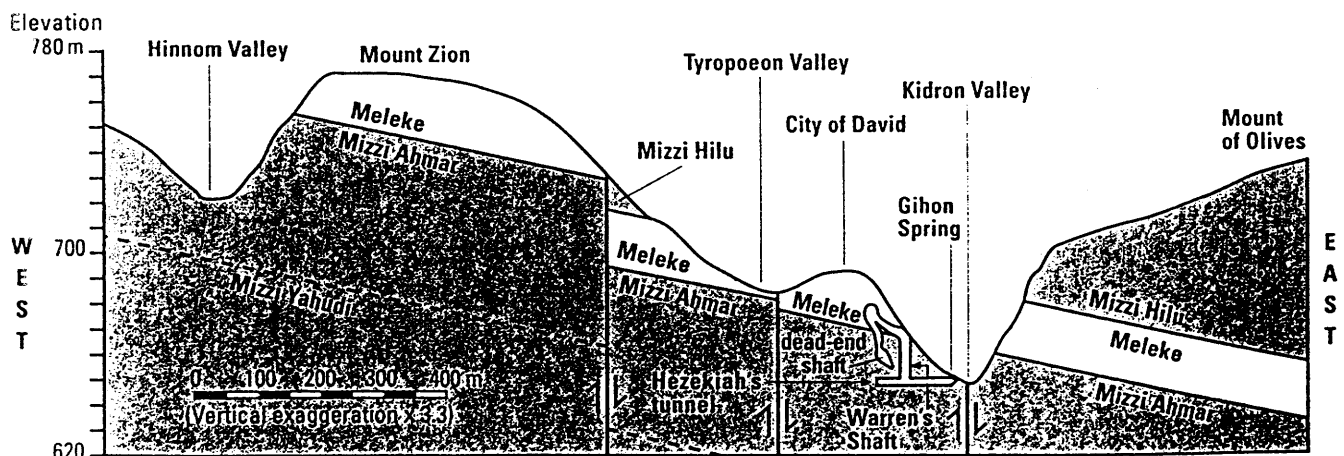 Elevation
780 m
Hinnom Valley
Mount Zion
Tyropoeon Valley
Kidron Valley
City of David
Mount
of Olives
Meleke
Mizzi Ahmar
Mizzi Hilu
Gihon
Spring
WEST
700
EAST
Meleke
Mizzi Ahmar
Mizzi Yahudi
Meleke
Mizzi Hilu
Meleke
dead-end
shaft
0 100 200 300 400 m
(Vertical exaggeration x 3.3)
Hezekiah's
tunnel
Warren's
Shaft
Mizzi Ahmar
620